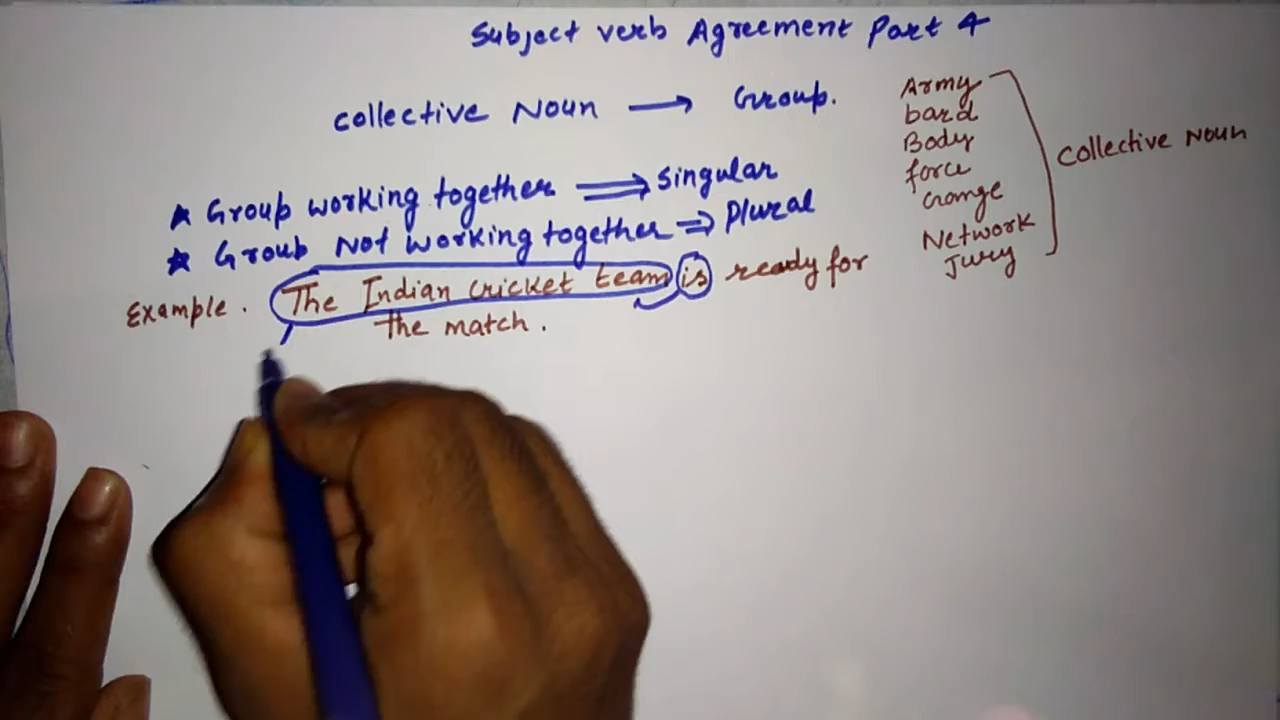 Subject verb Agreement Part 4
collective Noun → Group.
★ Group working together ⇒ Singular
★ Group Not working together ⇒ Plural
Example. The Indian cricket team is ready for
the match.
Army
band
Body
force
Network
Jury
Collective Noun